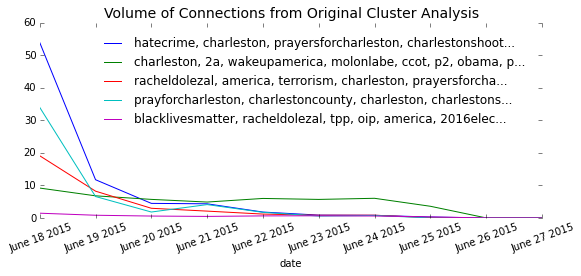 Volume of Connections from Original Cluster Analysis
60
50
40
30
20
10
0
hatecrime, charleston, prayersforcharleston, charlestonshoot...
charleston, 2a, wakeupamerica, molonlabe, ccot, p2, obama, p...
racheldolezal, america, terrorism, charleston, prayersforcha...
prayforcharleston, charlestoncounty, charleston, charlestons...
blacklivesmatter, racheldolezal, tpp, oip, america, 2016elec...
June 18 2015
June 19 2015
June 20 2015
June 21 2015
June 22 2015
June 23 2015
June 24 2015
June 25 2015
June 26 2015
June 27 2015
date